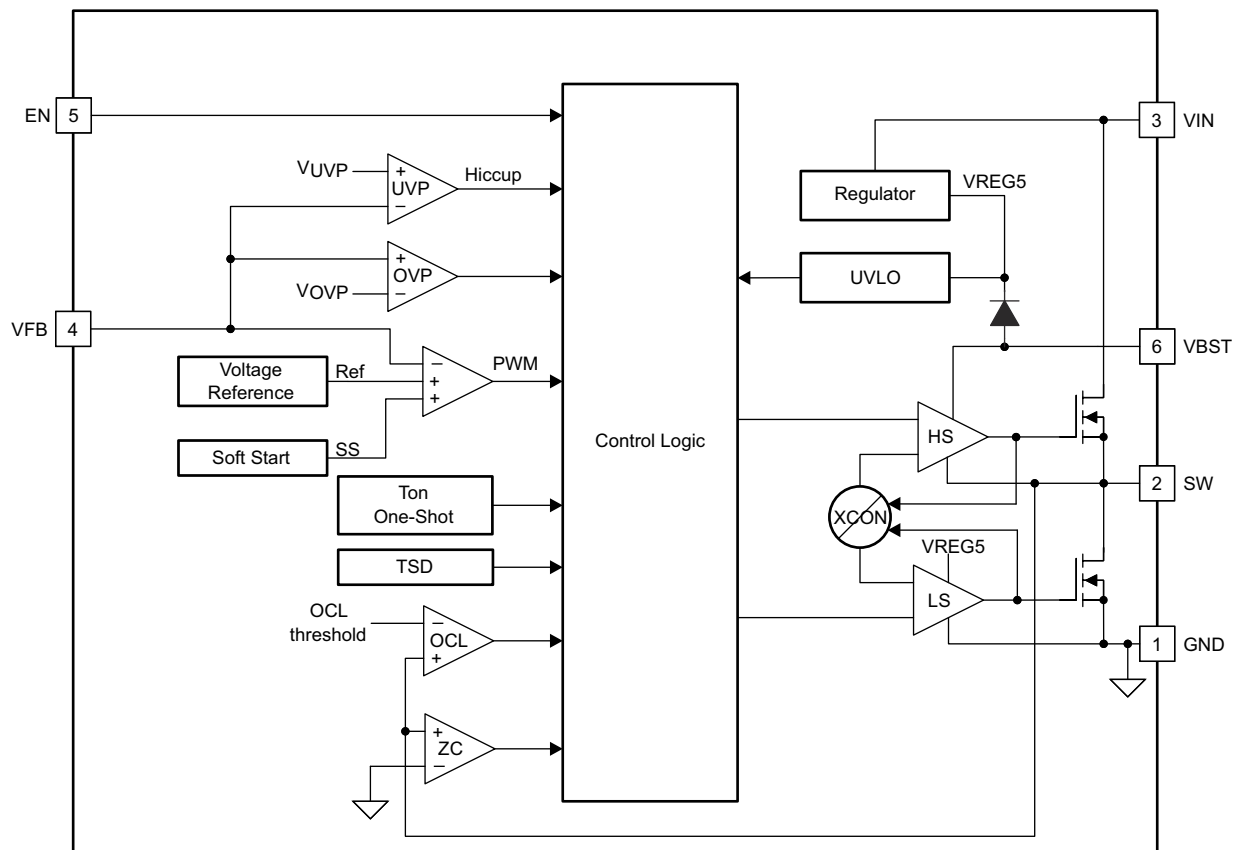 EN 5
3 VIN
VUVP
+
UVP
−
Hiccup
Regulator
VREG5
+
OVP
−
VOVP
UVLO
VFB 4
6 VBST
Voltage
Reference
Ref
−
+
+
PWM
Soft Start
SS
Control Logic
HS
Ton
One-Shot
2 SW
XCON
TSD
VREG5
LS
OCL
threshold
−
OCL
+
1 GND
+
ZC
−